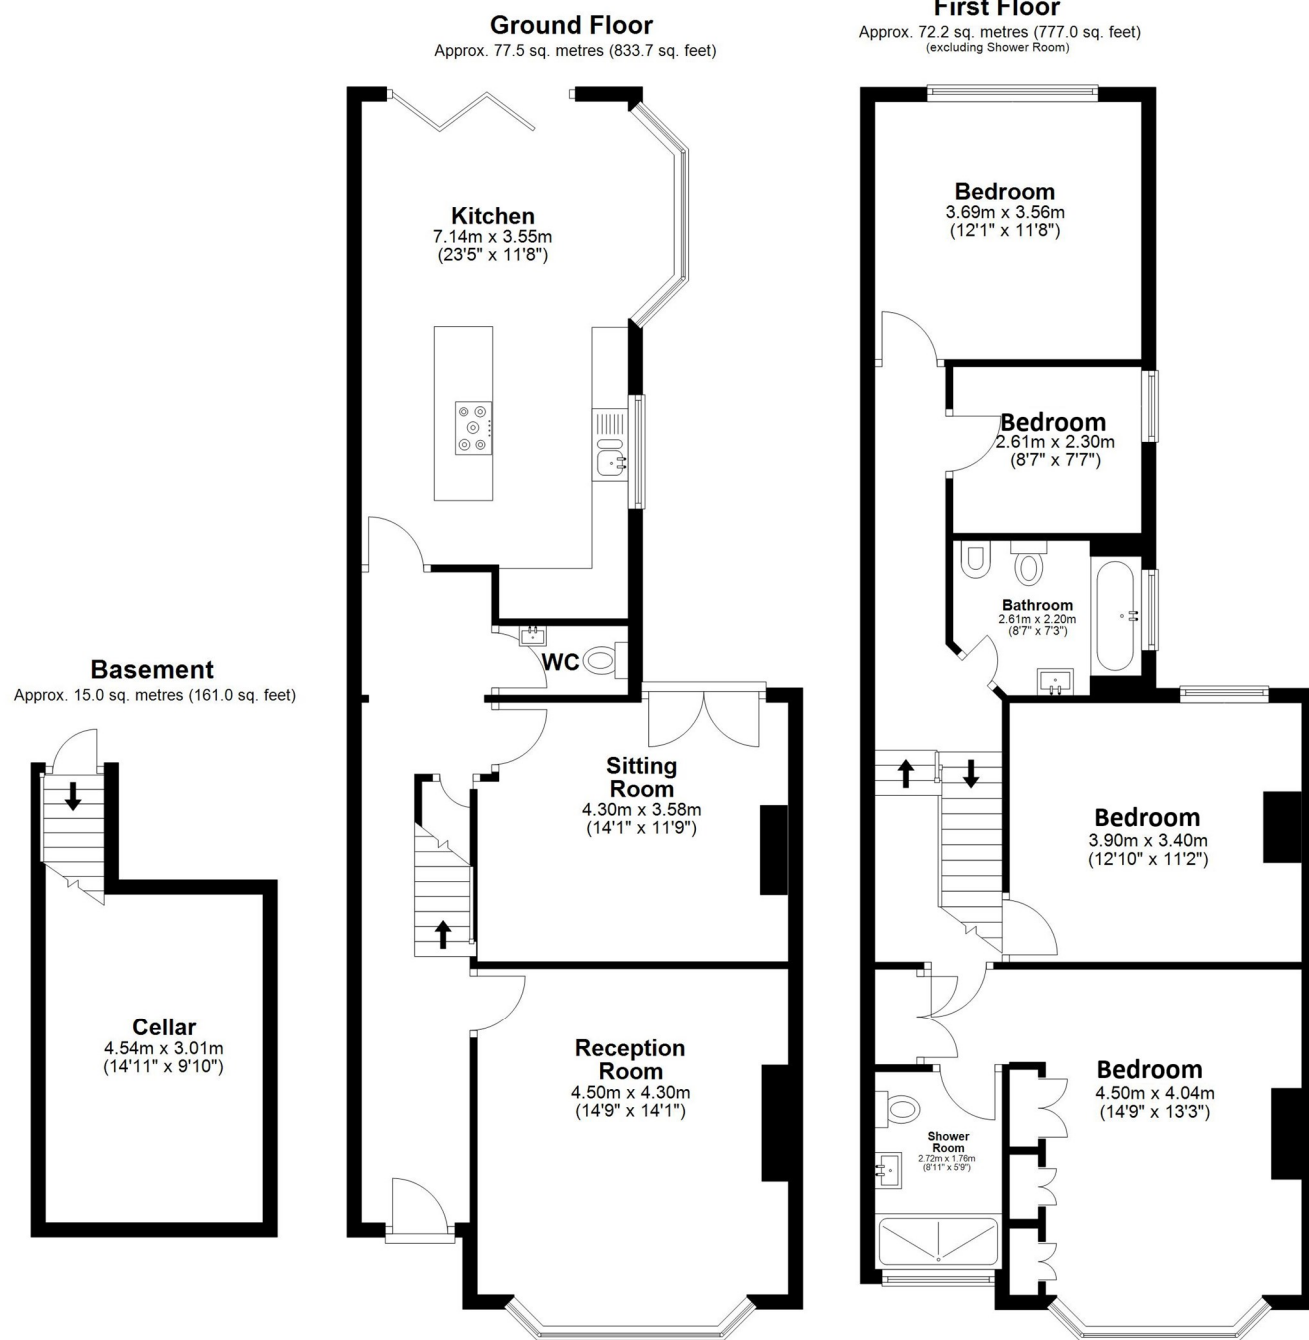 Ground Floor
Approx. 77.5 sq. metres (833.7 sq. feet)
Kitchen
7.14m x 3.55m
(23'5" x 11'8")
WC
Sitting
Room
4.30m x 3.58m
(14'1" x 11'9")
Reception
Room
4.50m x 4.30m
(14'9" x 14'1")
Basement
Approx. 15.0 sq. metres (161.0 sq. feet)
Cellar
4.54m x 3.01m
(14'11" x 9'10")
First Floor
Approx. 72.2 sq. metres (777.0 sq. feet)
(excluding Shower Room)
Bedroom
3.69m x 3.56m
(12'1" x 11'8")
Bedroom
2.61m x 2.30m
(8'7" x 7'7")
Bathroom
2.61m x 2.20m
(8'7" x 7'3")
Bedroom
3.90m x 3.40m
(12'10" x 11'2")
Bedroom
4.50m x 4.04m
(14'9" x 13'3")
Shower
Room
2.72m x 1.76m
(8'11" x 5'9")